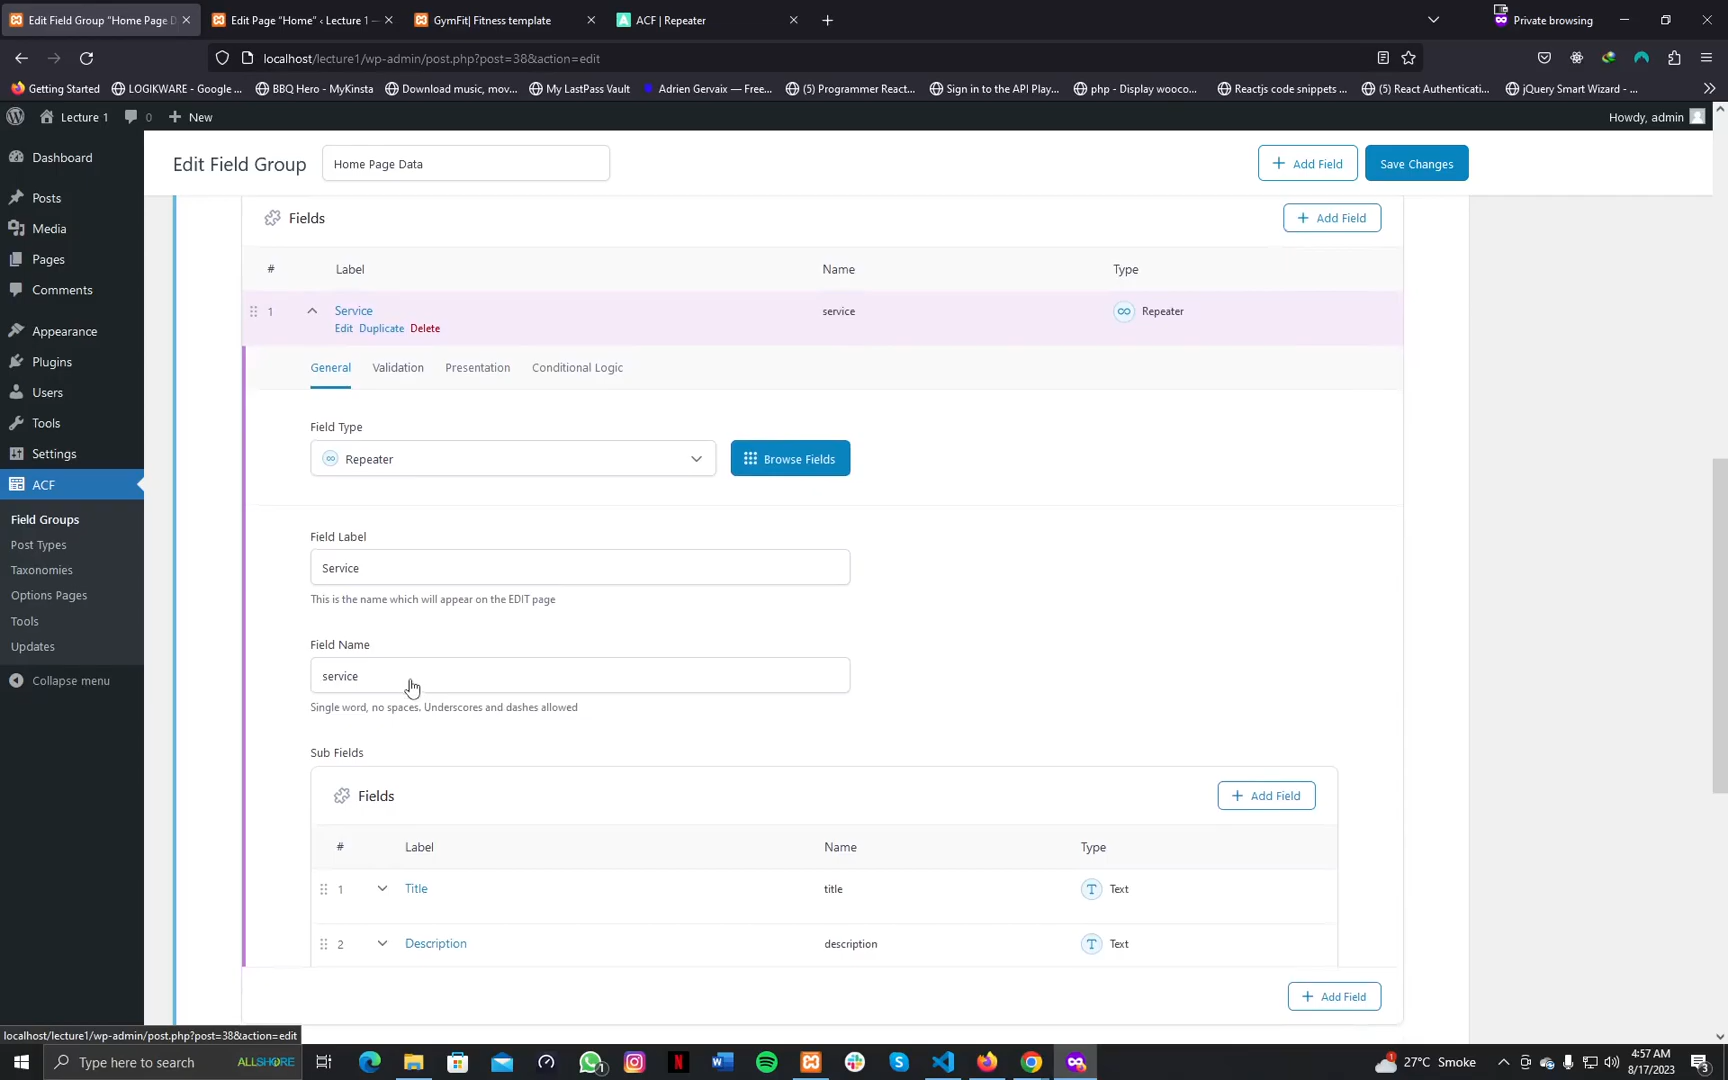 Edit Field Group "Home Page D
Edit Page "Home" ‹ Lecture 1 —
GymFit| Fitness template
ACF | Repeater
Private browsing
localhost/lecture1/wp-admin/post.php?post=38&action=edit
Getting Started
LOGIKWARE - Google ...
BBQ Hero - MyKinsta
Download music, mov...
My LastPass Vault
Adrien Gervaix — Free...
(5) Programmer React...
Sign in to the API Play...
php - Display wooco...
Reactjs code snippets ...
(5) React Authenticati...
jQuery Smart Wizard - ...
Lecture 1
0
New
Howdy, admin
Dashboard
Posts
Media
Pages
Comments
Appearance
Plugins
Users
Tools
Settings
ACF
Field Groups
Post Types
Taxonomies
Options Pages
Tools
Updates
Collapse menu
Edit Field Group
Home Page Data
+ Add Field
Save Changes
Fields
+ Add Field
# Label Name Type
1 Service service Repeater
Edit Duplicate Delete
General Validation Presentation Conditional Logic
Field Type
Repeater
Browse Fields
Field Label
Service
This is the name which will appear on the EDIT page
Field Name
service
Single word, no spaces. Underscores and dashes allowed
Sub Fields
Fields
+ Add Field
# Label Name Type
1 Title title T Text
2 Description description T Text
+ Add Field
localhost/lecture1/wp-admin/post.php?post=38&action=edit
Type here to search
ALLSHORE
27°C Smoke
4:57 AM
8/17/2023